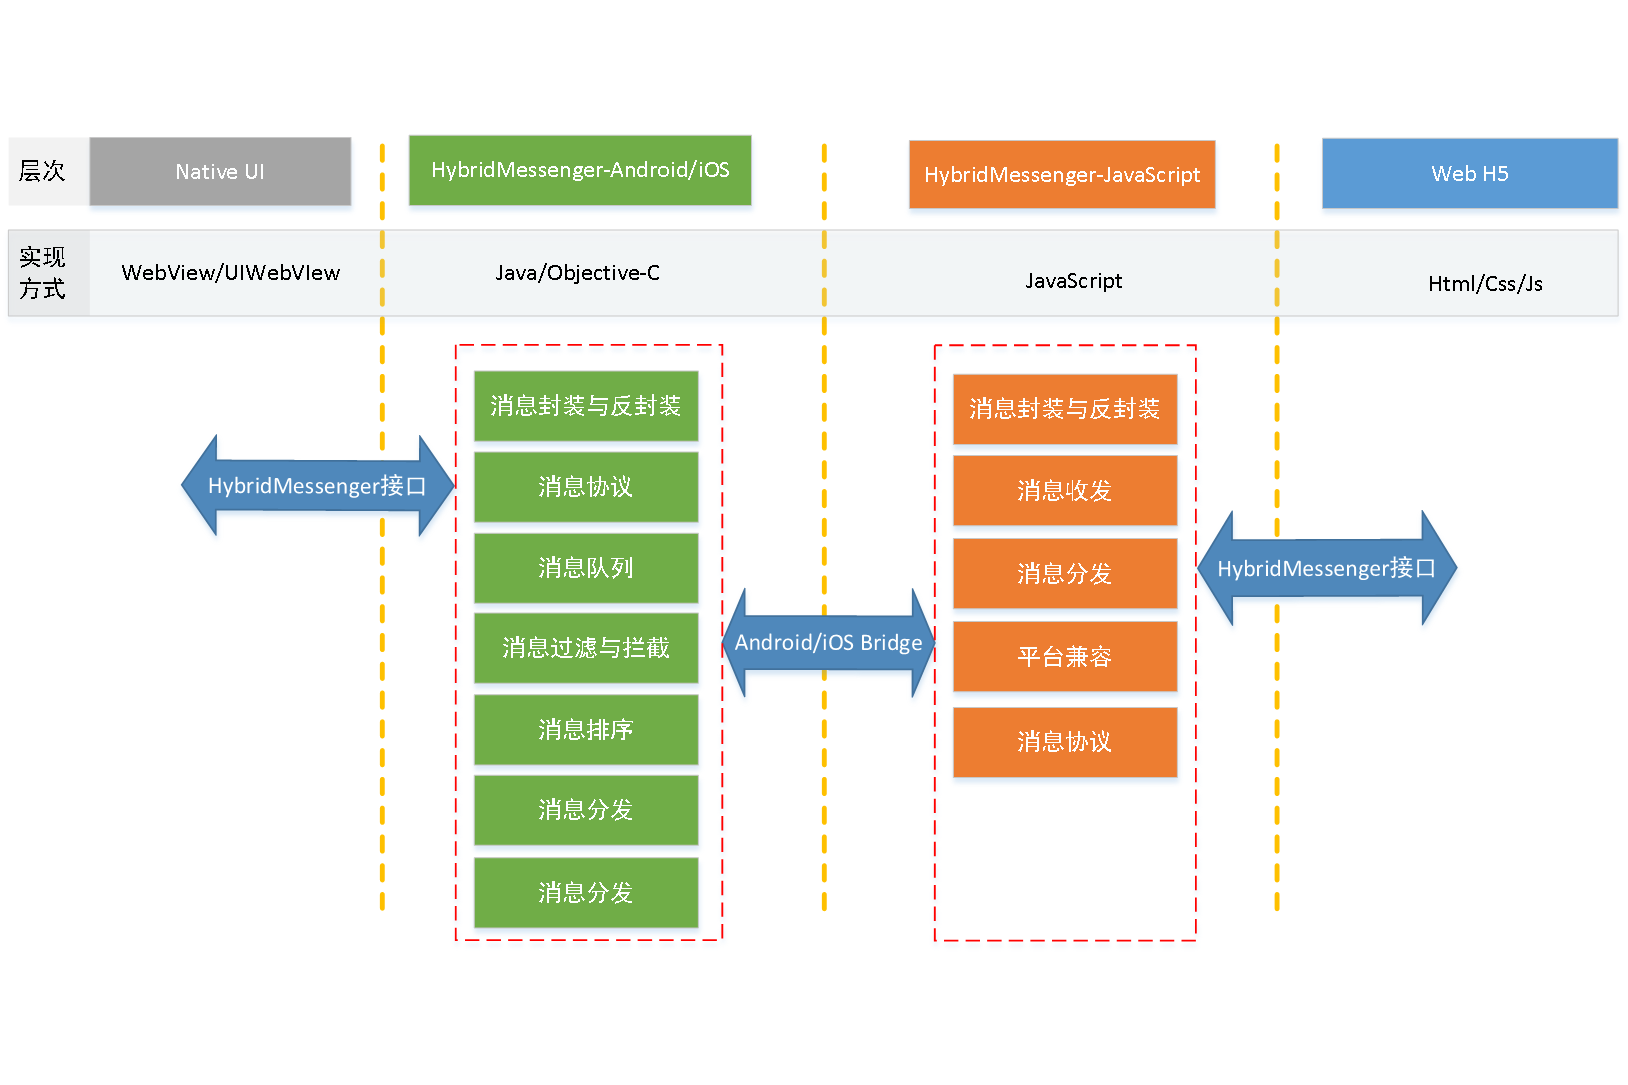 层次
Native UI
HybridMessenger-Android/iOS
HybridMessenger-JavaScript
Web H5
实现
方式
WebView/UIWebVIew
Java/Objective-C
JavaScript
Html/Css/Js
HybridMessenger接口
消息封装与反封装
消息协议
消息队列
消息过滤与拦截
消息排序
消息分发
消息分发
Android/iOS Bridge
消息封装与反封装
消息收发
消息分发
平台兼容
消息协议
HybridMessenger接口